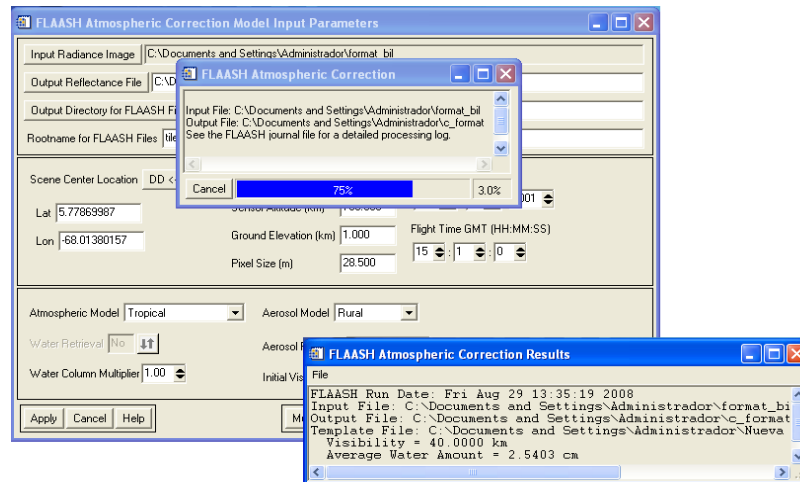 FLAASH Atmospheric Correction Model Input Parameters
Input Radiance Image C:\Documents and Settings\Administrador\format_bil
Output Reflectance File C:\D
Output Directory for FLAASH Fi
Rootname for FLAASH Files
FLAASH Atmospheric Correction
Input File: C:\Documents and Settings\Administrador\format_bil
Output File: C:\Documents and Settings\Administrador\c_format
See the FLAASH journal file for a detailed processing log.
Cancel 75% 3.0%
Scene Center Location DD <
Lat 5.77869987
Lon -68.01380157
Sensor Altitude (km)
Ground Elevation (km) 1.000
Pixel Size (m) 28.500
Flight Time GMT (HH:MM:SS)
15 : 1 : 0
Atmospheric Model Tropical
Aerosol Model Rural
Water Retrieval No
Aerosol
Water Column Multiplier 1.00
Initial Vis
Apply Cancel Help
FLAASH Atmospheric Correction Results
File
FLAASH Run Date: Fri Aug 29 13:35:19 2008
Input File: C:\Documents and Settings\Administrador\format_bi
Output File: C:\Documents and Settings\Administrador\c_format
Template File: C:\Documents and Settings\Administrador\Nueva
Visibility = 40.0000 km
Average Water Amount = 2.5403 cm